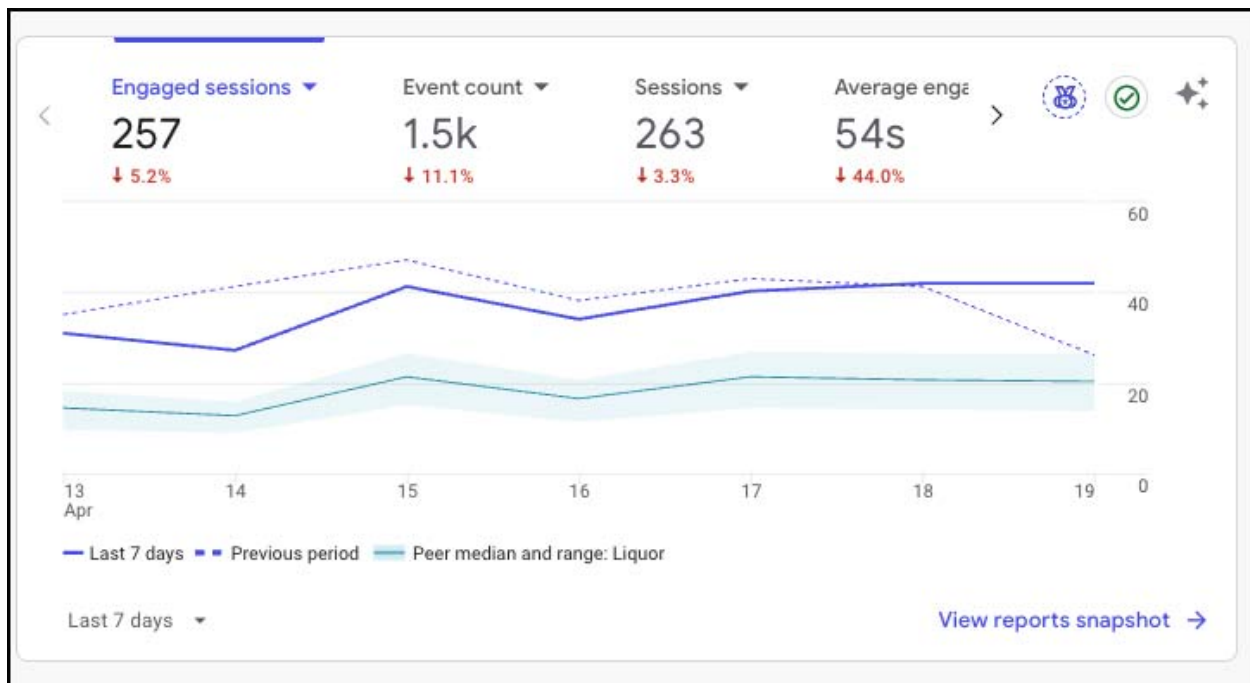 Engaged sessions
Event count
Sessions
Average enga
257
1.5k
263
54s
↓ 5.2%
↓ 11.1%
↓ 3.3%
↓ 44.0%
60
40
20
0
13
Apr
14
15
16
17
18
19
Last 7 days
Previous period
Peer median and range: Liquor
Last 7 days
View reports snapshot →